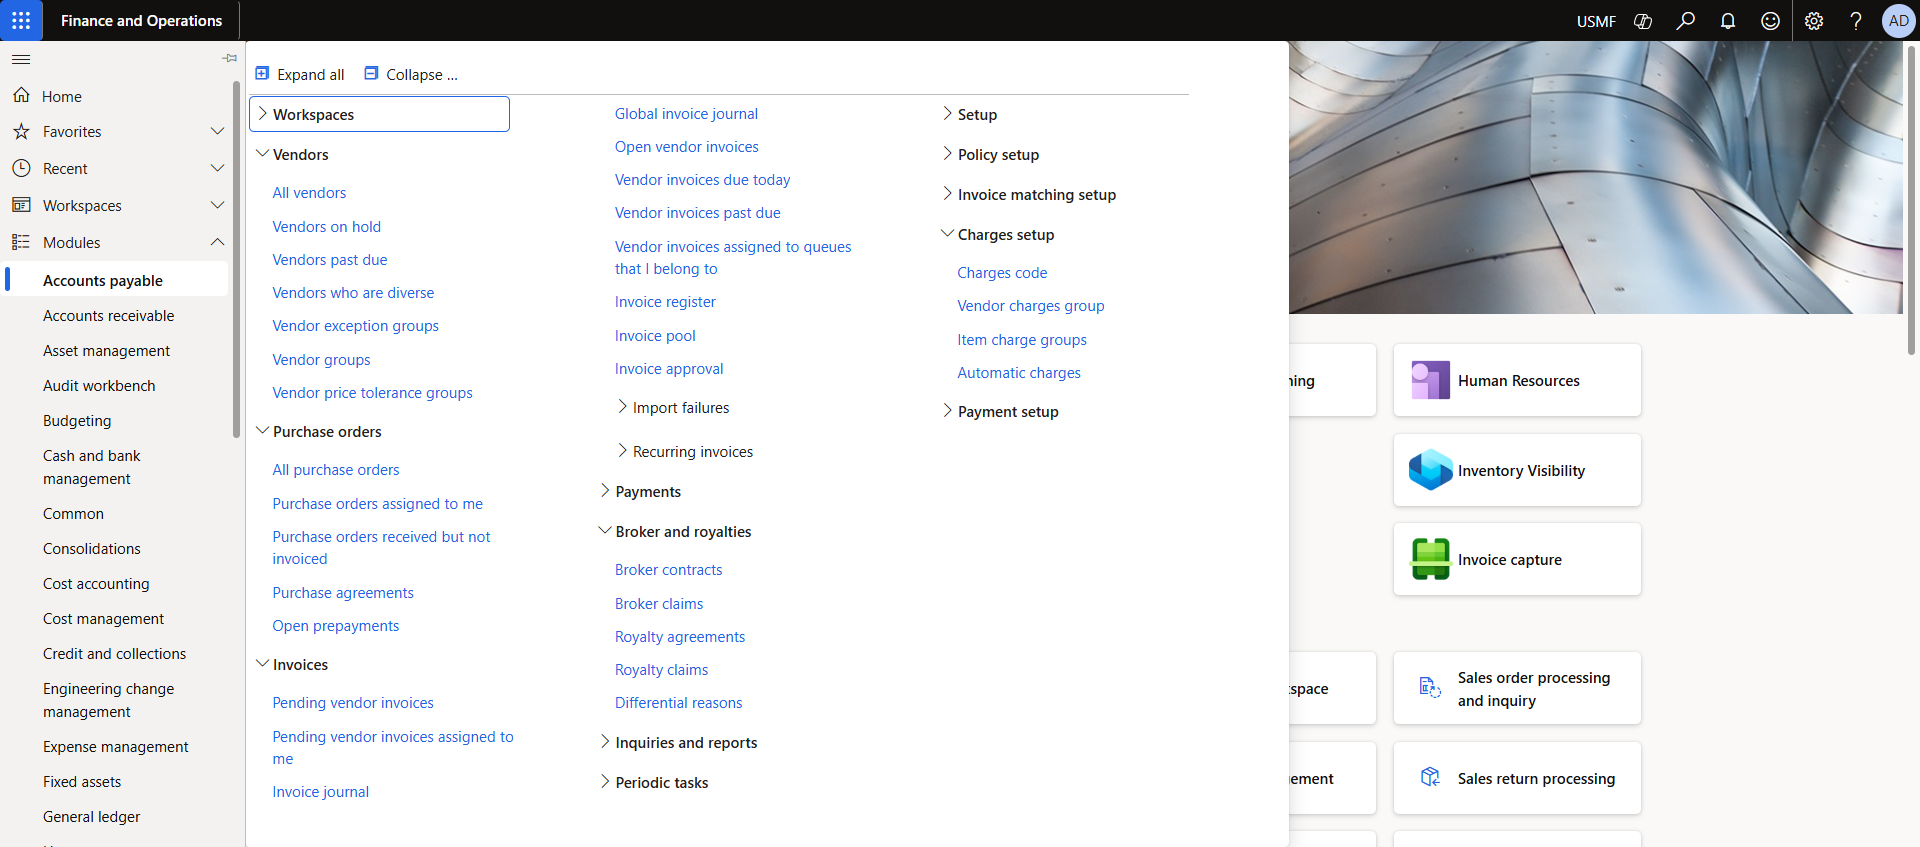 Finance and Operations
USMF
AD
Home
Favorites
Recent
Workspaces
Modules
Accounts payable
Accounts receivable
Asset management
Audit workbench
Budgeting
Cash and bank
management
Common
Consolidations
Cost accounting
Cost management
Credit and collections
Engineering change
management
Expense management
Fixed assets
General ledger
Expand all
Collapse ...
Workspaces
Vendors
All vendors
Vendors on hold
Vendors past due
Vendors who are diverse
Vendor exception groups
Vendor groups
Vendor price tolerance groups
Purchase orders
All purchase orders
Purchase orders assigned to me
Purchase orders received but not
invoiced
Purchase agreements
Open prepayments
Invoices
Pending vendor invoices
Pending vendor invoices assigned to
me
Invoice journal
Global invoice journal
Open vendor invoices
Vendor invoices due today
Vendor invoices past due
Vendor invoices assigned to queues
that I belong to
Invoice register
Invoice pool
Invoice approval
Import failures
Recurring invoices
Payments
Broker and royalties
Broker contracts
Broker claims
Royalty agreements
Royalty claims
Differential reasons
Inquiries and reports
Periodic tasks
Setup
Policy setup
Invoice matching setup
Charges setup
Charges code
Vendor charges group
Item charge groups
Automatic charges
Payment setup
Human Resources
Inventory Visibility
Invoice capture
Sales order processing
and inquiry
Sales return processing